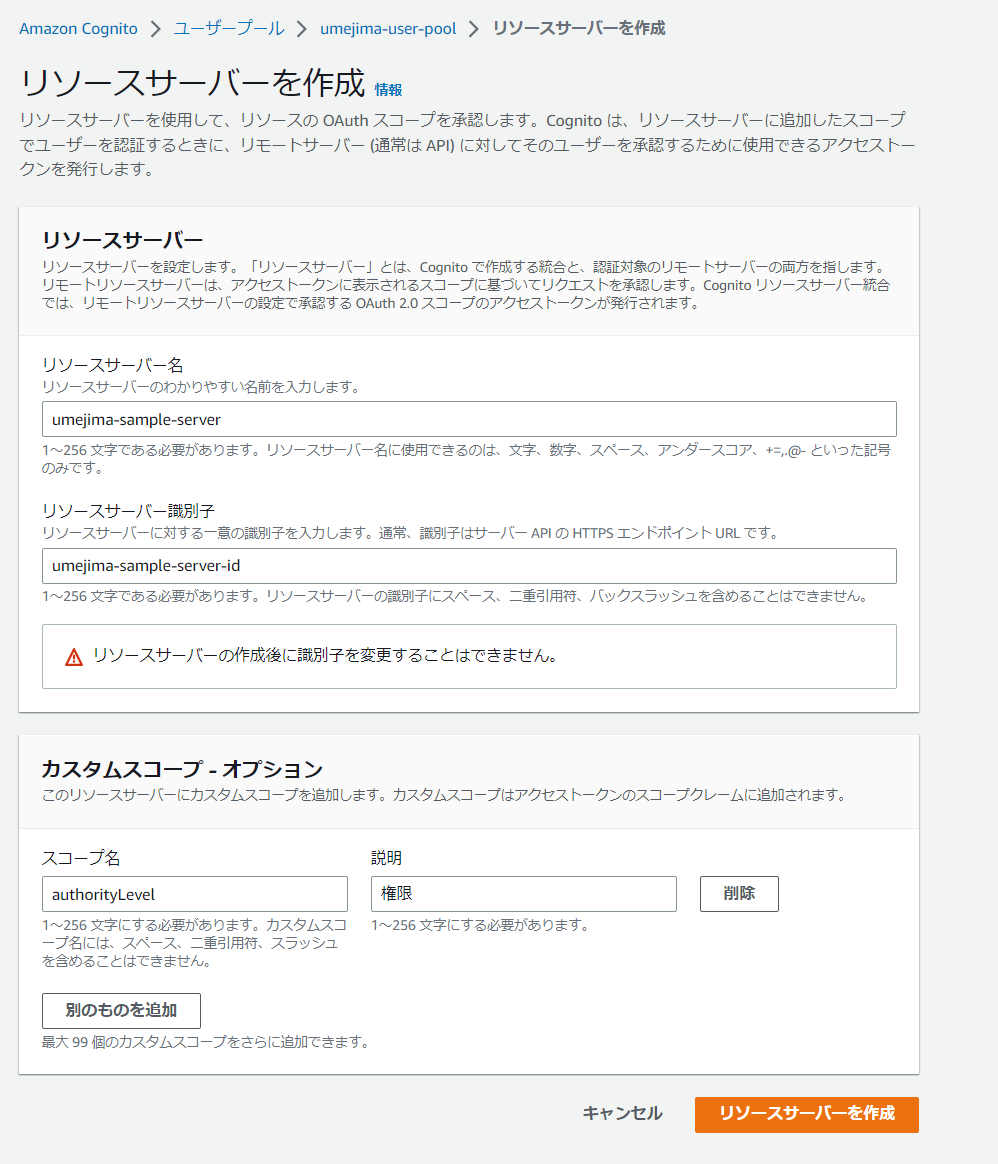 Amazon Cognito > ユーザープール > umejima-user-pool > リソースサーバーを作成
リソースサーバーを作成 情報
リソースサーバーを使用して、リソースの OAuth スコープを承認します。Cognito は、リソースサーバーに追加したスコープ
でユーザーを認証するときに、リモートサーバー (通常は API) に対してそのユーザーを承認するために使用できるアクセストー
クンを発行します。
リソースサーバー
リソースサーバーを設定します。「リソースサーバー」とは、Cognito で作成する統合と、認証対象のリモートサーバーの両方を指します。
リモートリソースサーバーは、アクセストークンに表示されるスコープに基づいてリクエストを承認します。Cognito リソースサーバー統合
では、リモートリソースサーバーの設定で承認する OAuth 2.0 スコープのアクセストークンが発行されます。
リソースサーバー名
リソースサーバーのわかりやすい名前を入力します。
umejima-sample-server
1～256 文字である必要があります。リソースサーバー名に使用できるのは、文字、数字、スペース、アンダースコア、+=,.@- といった記号
のみです。
リソースサーバー識別子
リソースサーバーに対する一意の識別子を入力します。通常、識別子はサーバー API の HTTPS エンドポイント URL です。
umejima-sample-server-id
1～256 文字である必要があります。リソースサーバーの識別子にスペース、二重引用符、バックスラッシュを含めることはできません。
リソースサーバーの作成後に識別子を変更することはできません。
カスタムスコープ - オプション
このリソースサーバーにカスタムスコープを追加します。カスタムスコープはアクセストークンのスコープクレームに追加されます。
スコープ名 説明
authorityLevel 権限 削除
1～256 文字にする必要があります。カスタムスコ 1～256 文字にする必要があります。
ープ名には、スペース、二重引用符、スラッシュ
を含めることはできません。
別のものを追加
最大 99 個のカスタムスコープをさらに追加できます。
キャンセル リソースサーバーを作成